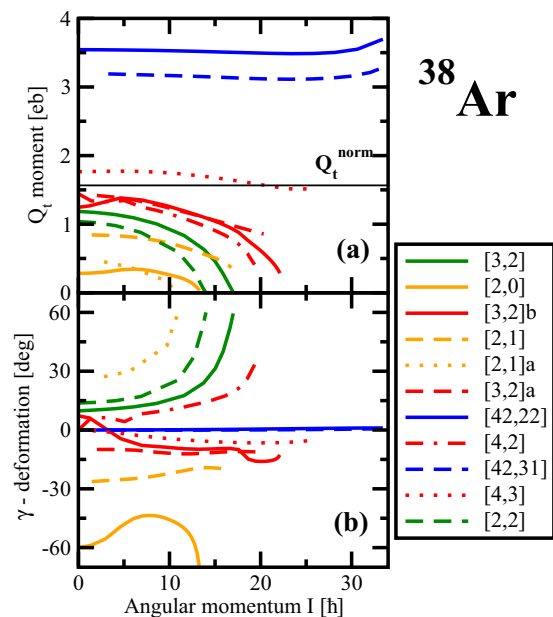 4
3
2
1
0
Q_t moment [eb]
^38Ar
Q_t^norm
(a)
60
30
0
-30
-60
γ - deformation [deg]
(b)
0
10
20
30
Angular momentum I [ħ]
[3,2]
[2,0]
[3,2]b
[2,1]
[2,1]a
[3,2]a
[42,22]
[4,2]
[42,31]
[4,3]
[2,2]